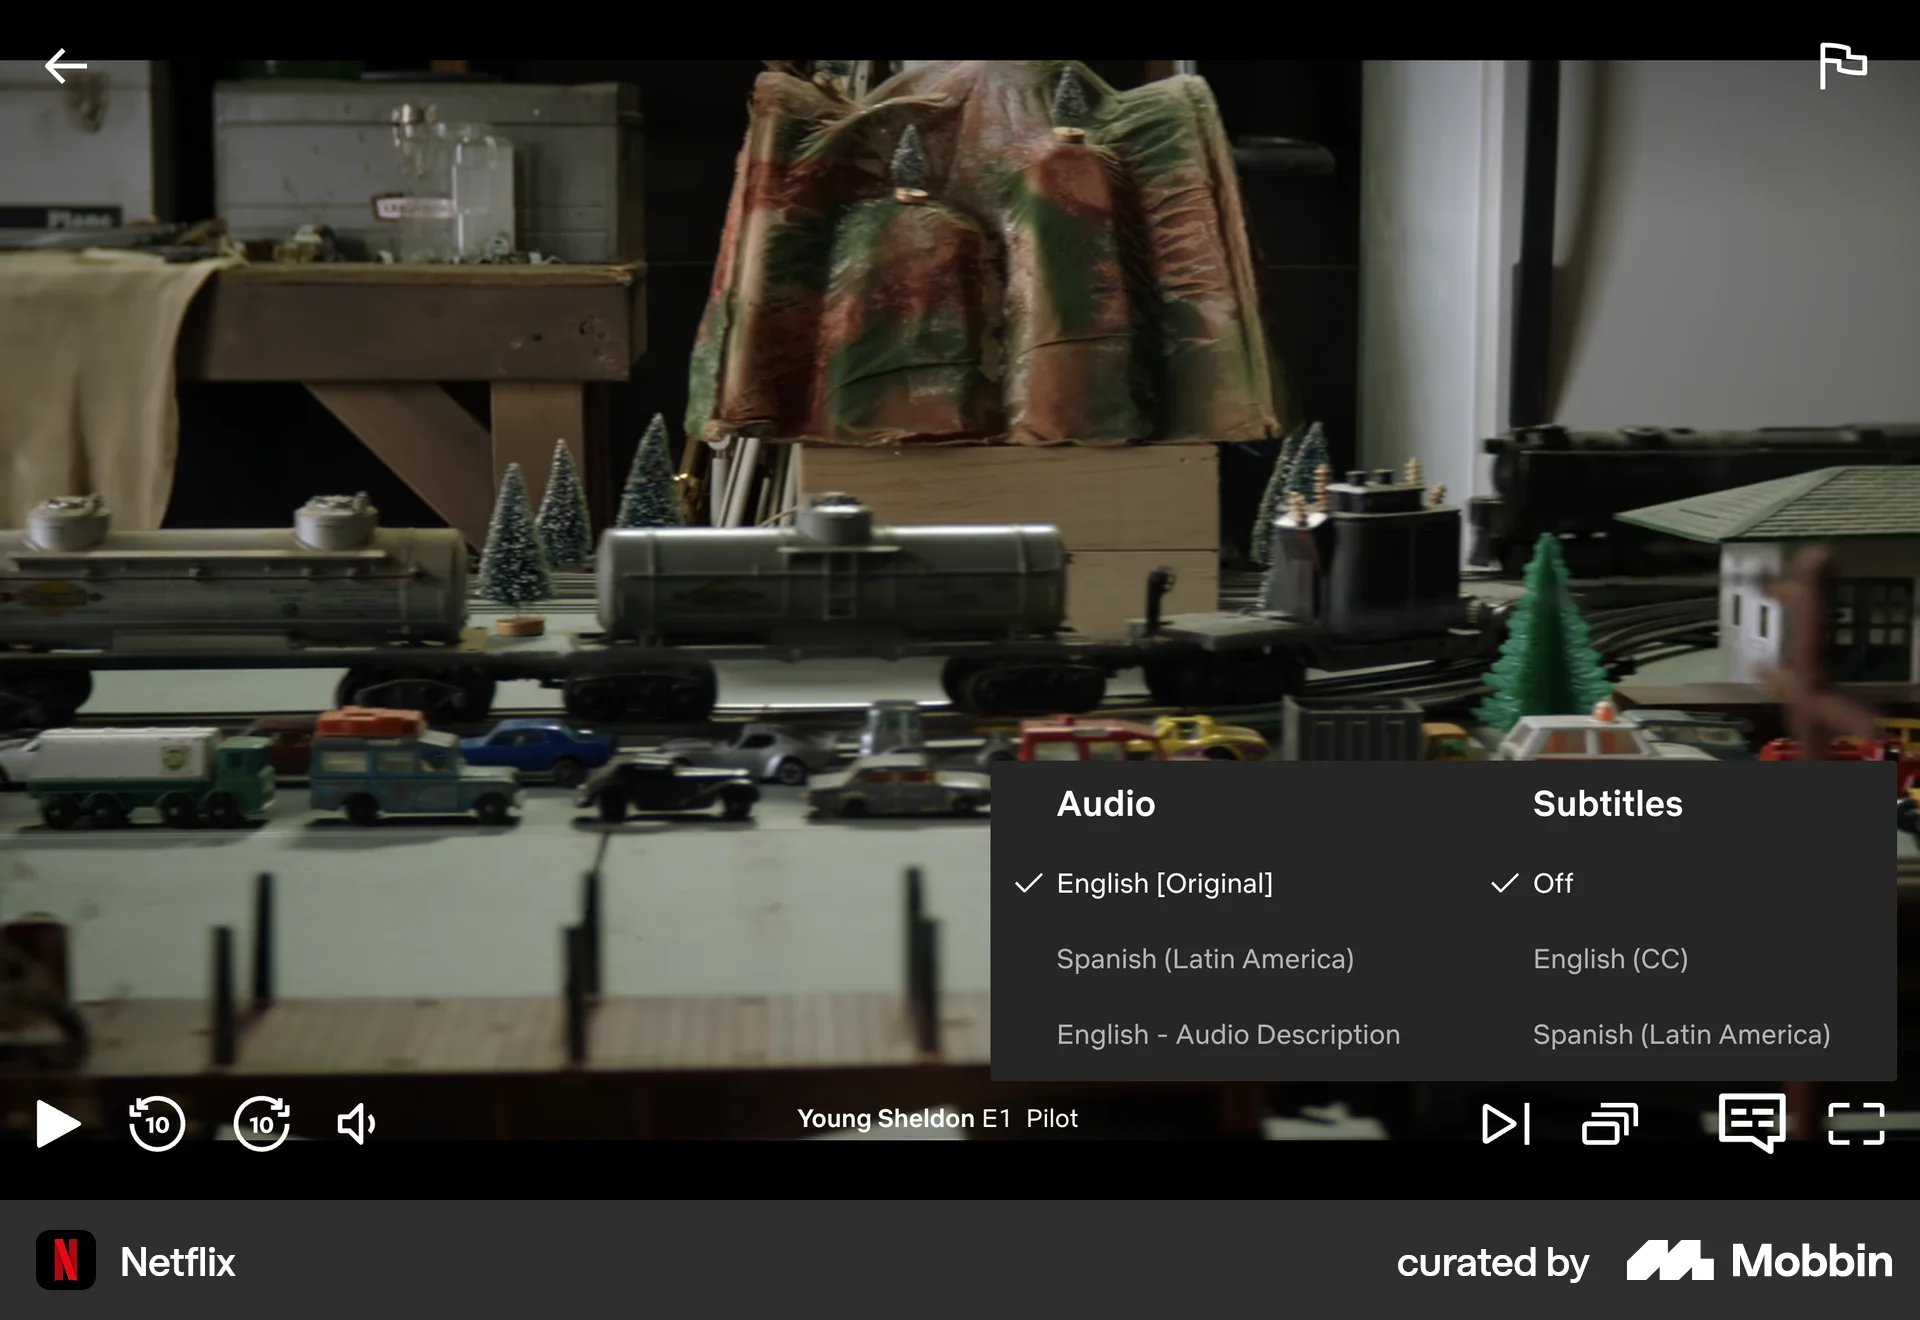 Plano
Audio
Subtitles
English [Original]
Off
Spanish (Latin America)
English (CC)
English - Audio Description
Spanish (Latin America)
10
10
Young Sheldon E1 Pilot
Netflix
curated by Mobbin